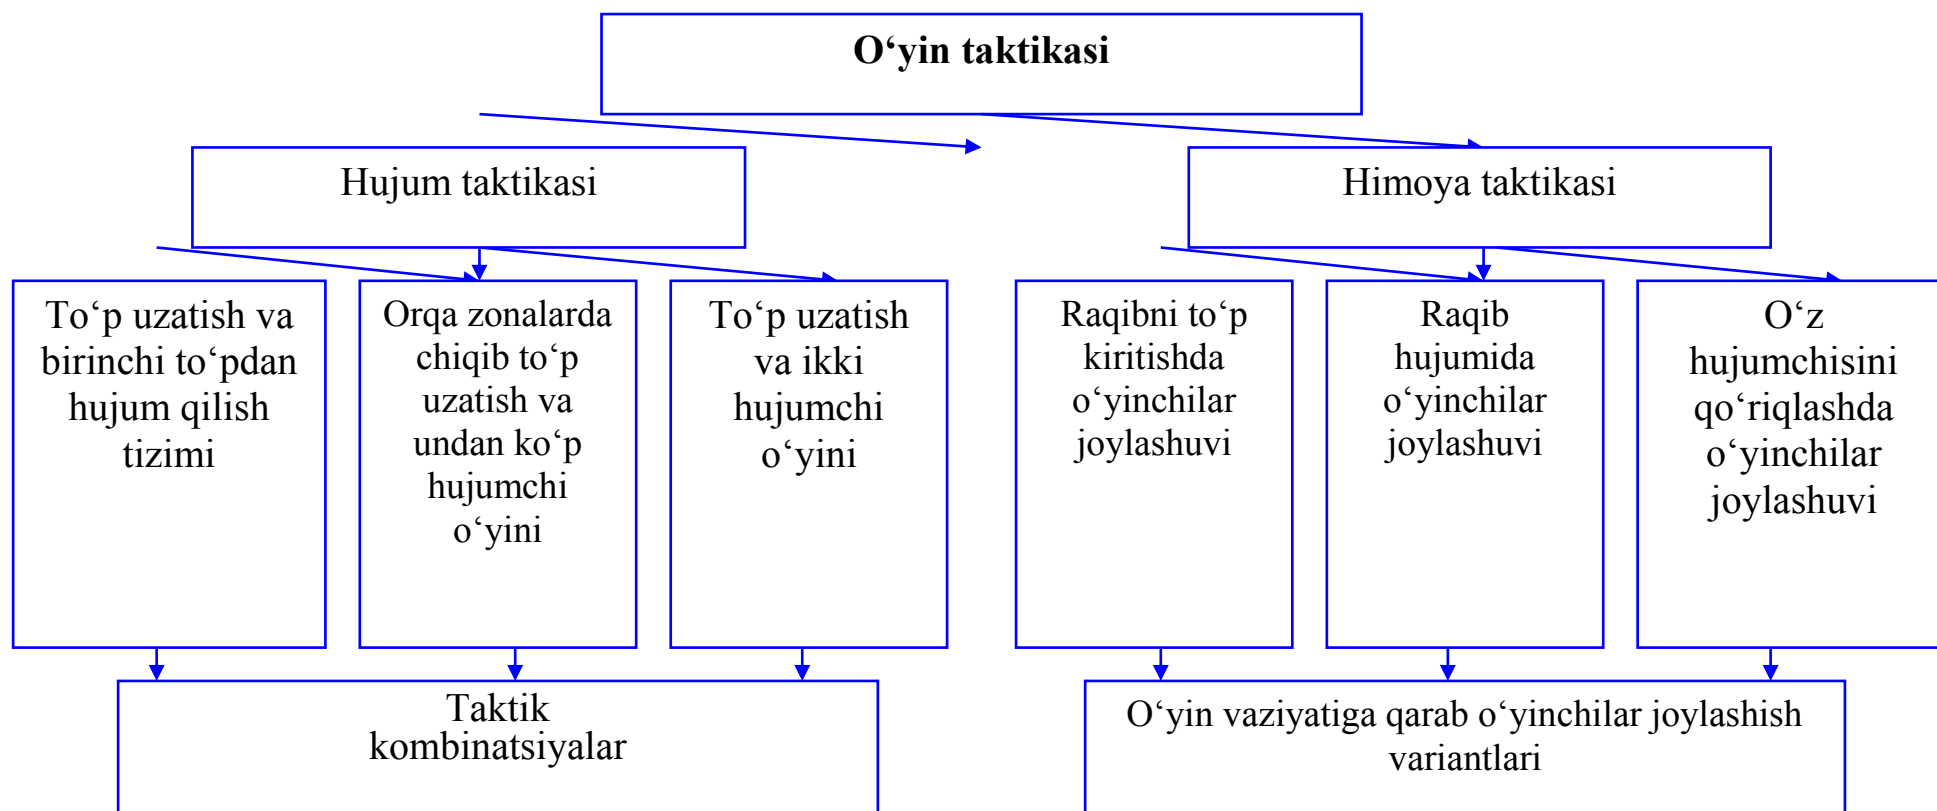 O‘yin taktikasi
Hujum taktikasi
Himoya taktikasi
To‘p uzatish va
birinchi to‘pdan
hujum qilish
tizimi
Orqa zonalarda
chiqib to‘p
uzatish va
undan ko‘p
hujumchi
o‘yini
To‘p uzatish
va ikki
hujumchi
o‘yini
Raqibni to‘p
kiritishda
o‘yinchilar
joylashuvi
Raqib
hujumida
o‘yinchilar
joylashuvi
O‘z
hujumchisini
qo‘riqlashda
o‘yinchilar
joylashuvi
Taktik
kombinatsiyalar
O‘yin vaziyatiga qarab o‘yinchilar joylashish
variantlari